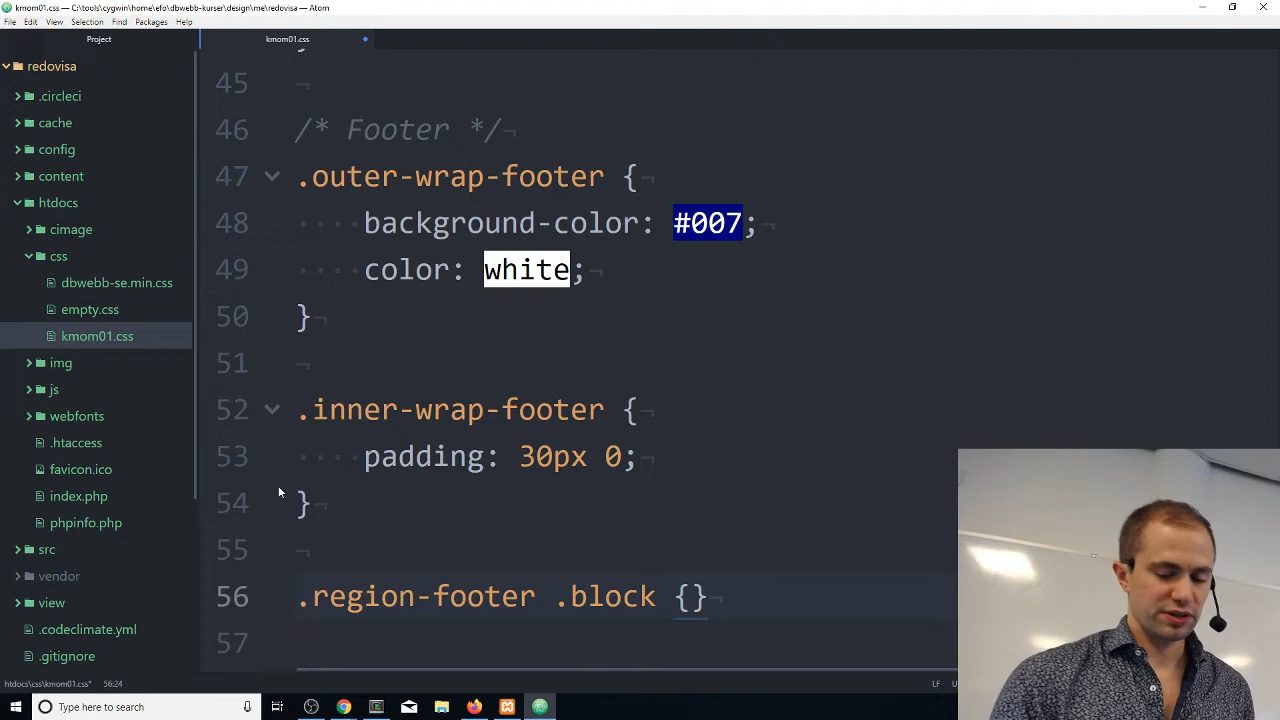 kmom01.css — C:\tools\cygwin\home\efo\dbwebb-kurser\design\me\redovisa — Atom
File Edit View Selection Find Packages Help
Project
kmom01.css
redovisa
.circleci
cache
config
content
htdocs
cimage
css
dbwebb-se.min.css
empty.css
kmom01.css
img
js
webfonts
.htaccess
favicon.ico
index.php
phpinfo.php
src
vendor
view
.codeclimate.yml
.gitignore
45
46 /* Footer */
47 .outer-wrap-footer {
48 background-color: #007;
49 color: white;
50 }
51
52 .inner-wrap-footer {
53 padding: 30px 0;
54 }
55
56 .region-footer .block {}
57
htdocs\css\kmom01.css* 56:24
LF
Type here to search